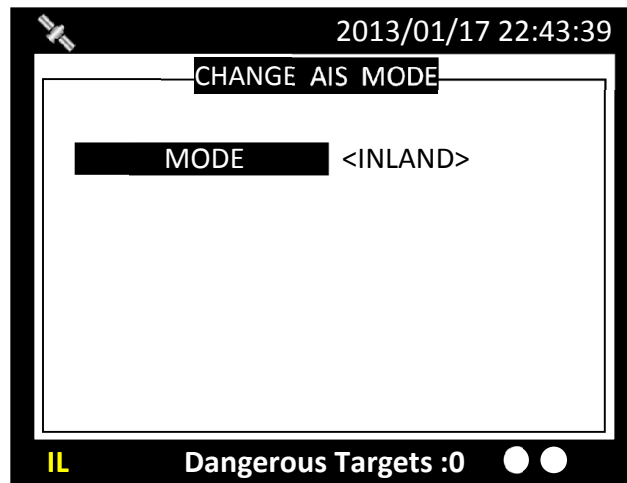 2013/01/17 22:43:39
CHANGE AIS MODE
MODE <INLAND>
IL Dangerous Targets :0